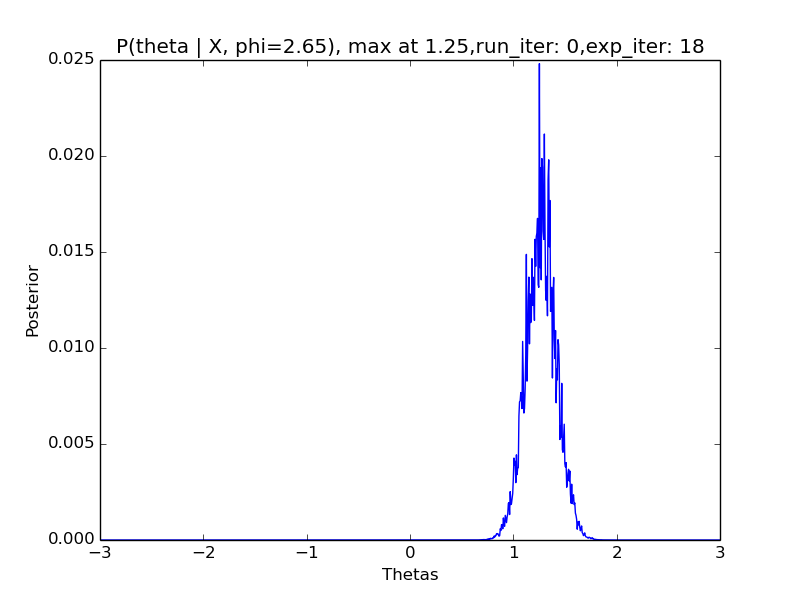 P(theta | X, phi=2.65), max at 1.25,run_iter: 0,exp_iter: 18
0.025
0.020
0.015
0.010
0.005
0.000
Posterior
−3 −2 −1 0 1 2 3
Thetas